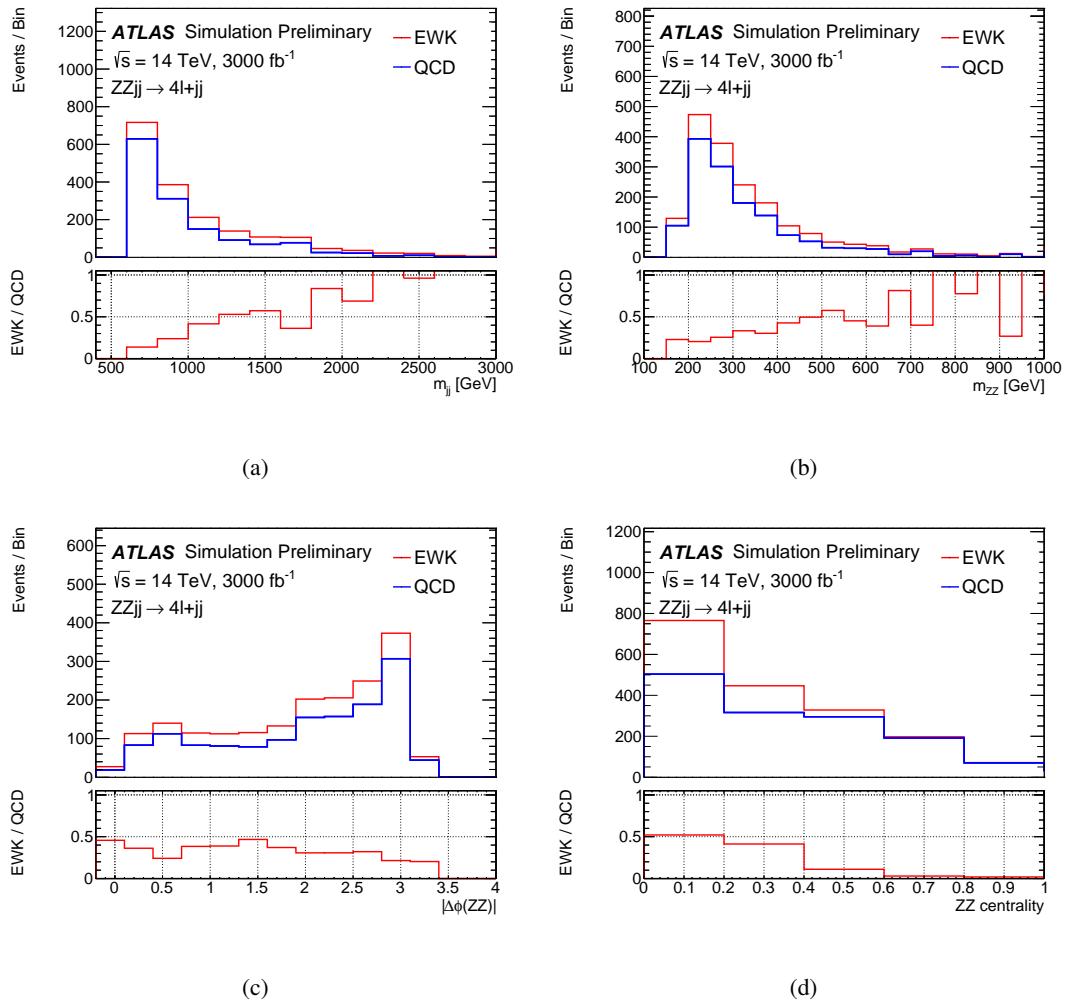 Events / Bin
1200
1000
800
600
400
200
0
ATLAS Simulation Preliminary
√s = 14 TeV, 3000 fb⁻¹
ZZjj → 4l+jj
EWK
QCD
EWK / QCD
1
0.5
0
500 1000 1500 2000 2500 3000
m_jj [GeV]
(a)
Events / Bin
800
700
600
500
400
300
200
100
0
ATLAS Simulation Preliminary
√s = 14 TeV, 3000 fb⁻¹
ZZjj → 4l+jj
EWK
QCD
EWK / QCD
1
0.5
0
100 200 300 400 500 600 700 800 900 1000
m_ZZ [GeV]
(b)
Events / Bin
600
500
400
300
200
100
0
ATLAS Simulation Preliminary
√s = 14 TeV, 3000 fb⁻¹
ZZjj → 4l+jj
EWK
QCD
EWK / QCD
1
0.5
0
0 0.5 1 1.5 2 2.5 3 3.5 4
|Δϕ(ZZ)|
(c)
Events / Bin
1200
1000
800
600
400
200
0
ATLAS Simulation Preliminary
√s = 14 TeV, 3000 fb⁻¹
ZZjj → 4l+jj
EWK
QCD
EWK / QCD
1
0.5
0
0 0.1 0.2 0.3 0.4 0.5 0.6 0.7 0.8 0.9 1
ZZ centrality
(d)